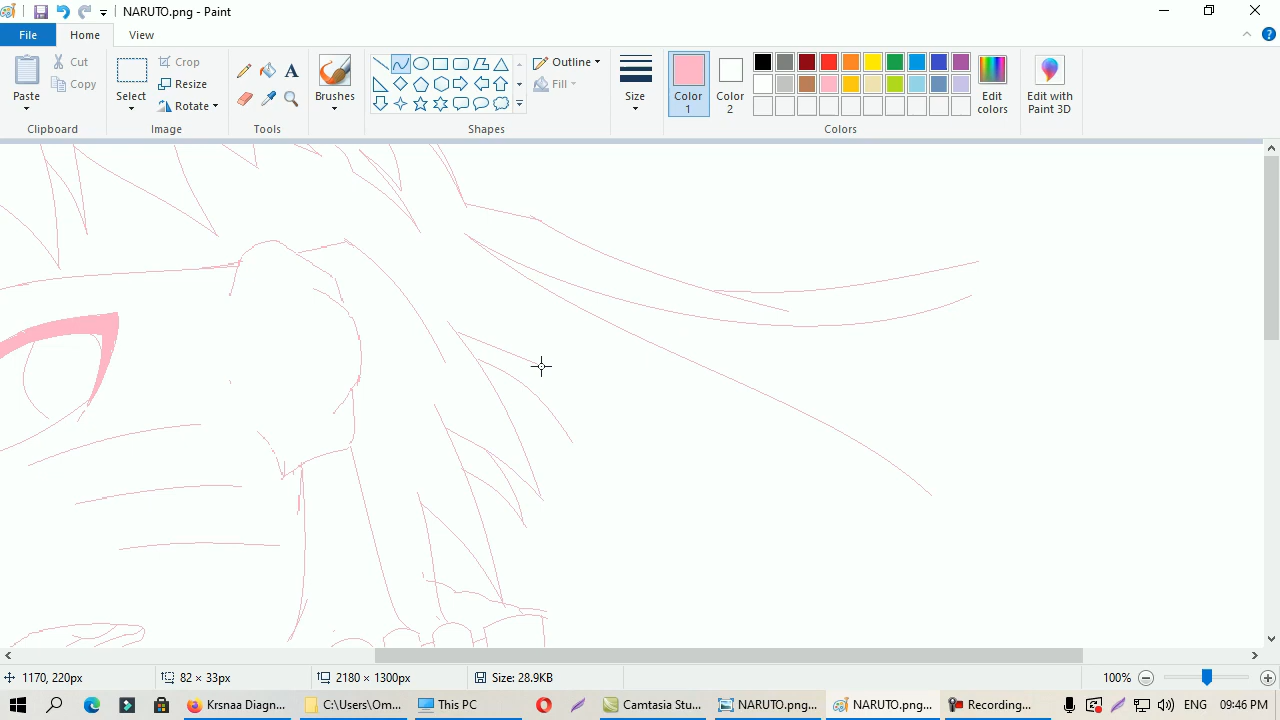 NARUTO.png - Paint
File
Home
View
Paste
Cut
Copy
Clipboard
Select
Crop
Resize
Rotate
Image
Tools
Brushes
Shapes
Outline
Fill
Size
Color 1
Color 2
Edit colors
Edit with Paint 3D
Colors
1170, 220px
82 × 33px
2180 × 1300px
Size: 28.9KB
100%
Krsnaa Diagn...
C:\Users\Om...
This PC
Camtasia Stu...
NARUTO.png...
NARUTO.png...
Recording...
ENG
09:46 PM